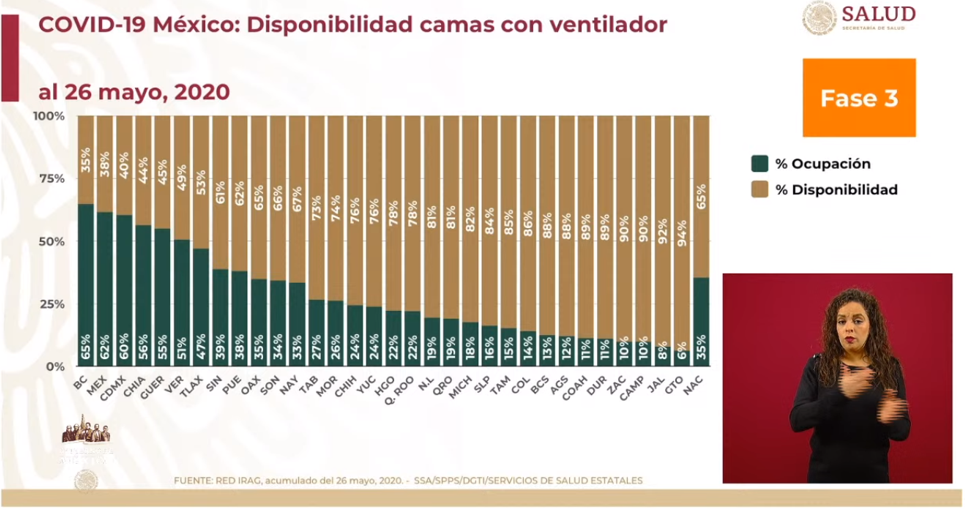 COVID-19 México: Disponibilidad camas con ventilador
al 26 mayo, 2020
SALUD
SECRETARÍA DE SALUD
Fase 3
% Ocupación
% Disponibilidad
100%
75%
50%
25%
0%
35% 38% 40% 44% 45% 49% 53% 61% 62% 65% 66% 67% 73% 74% 76% 76% 78% 78% 81% 81% 82% 84% 85% 86% 88% 88% 89% 89% 90% 90% 92% 94% 65%
65% 62% 60% 56% 55% 51% 47% 39% 38% 35% 34% 33% 27% 26% 24% 24% 22% 22% 19% 19% 18% 16% 15% 14% 13% 12% 11% 11% 10% 10% 8% 6% 35%
BC MEX CDMX CHIA GUER VER TLAX SIN PUE OAX SON NAY TAB MOR CHIH YUC HGO Q. ROO N.L QRO MICH SLP TAM COL BCS AGS COAH DUR ZAC CAMP JAL GTO NAC
FUENTE: RED IRAG, acumulado del 26 mayo, 2020. - SSA/SPPS/DGTI/SERVICIOS DE SALUD ESTATALES